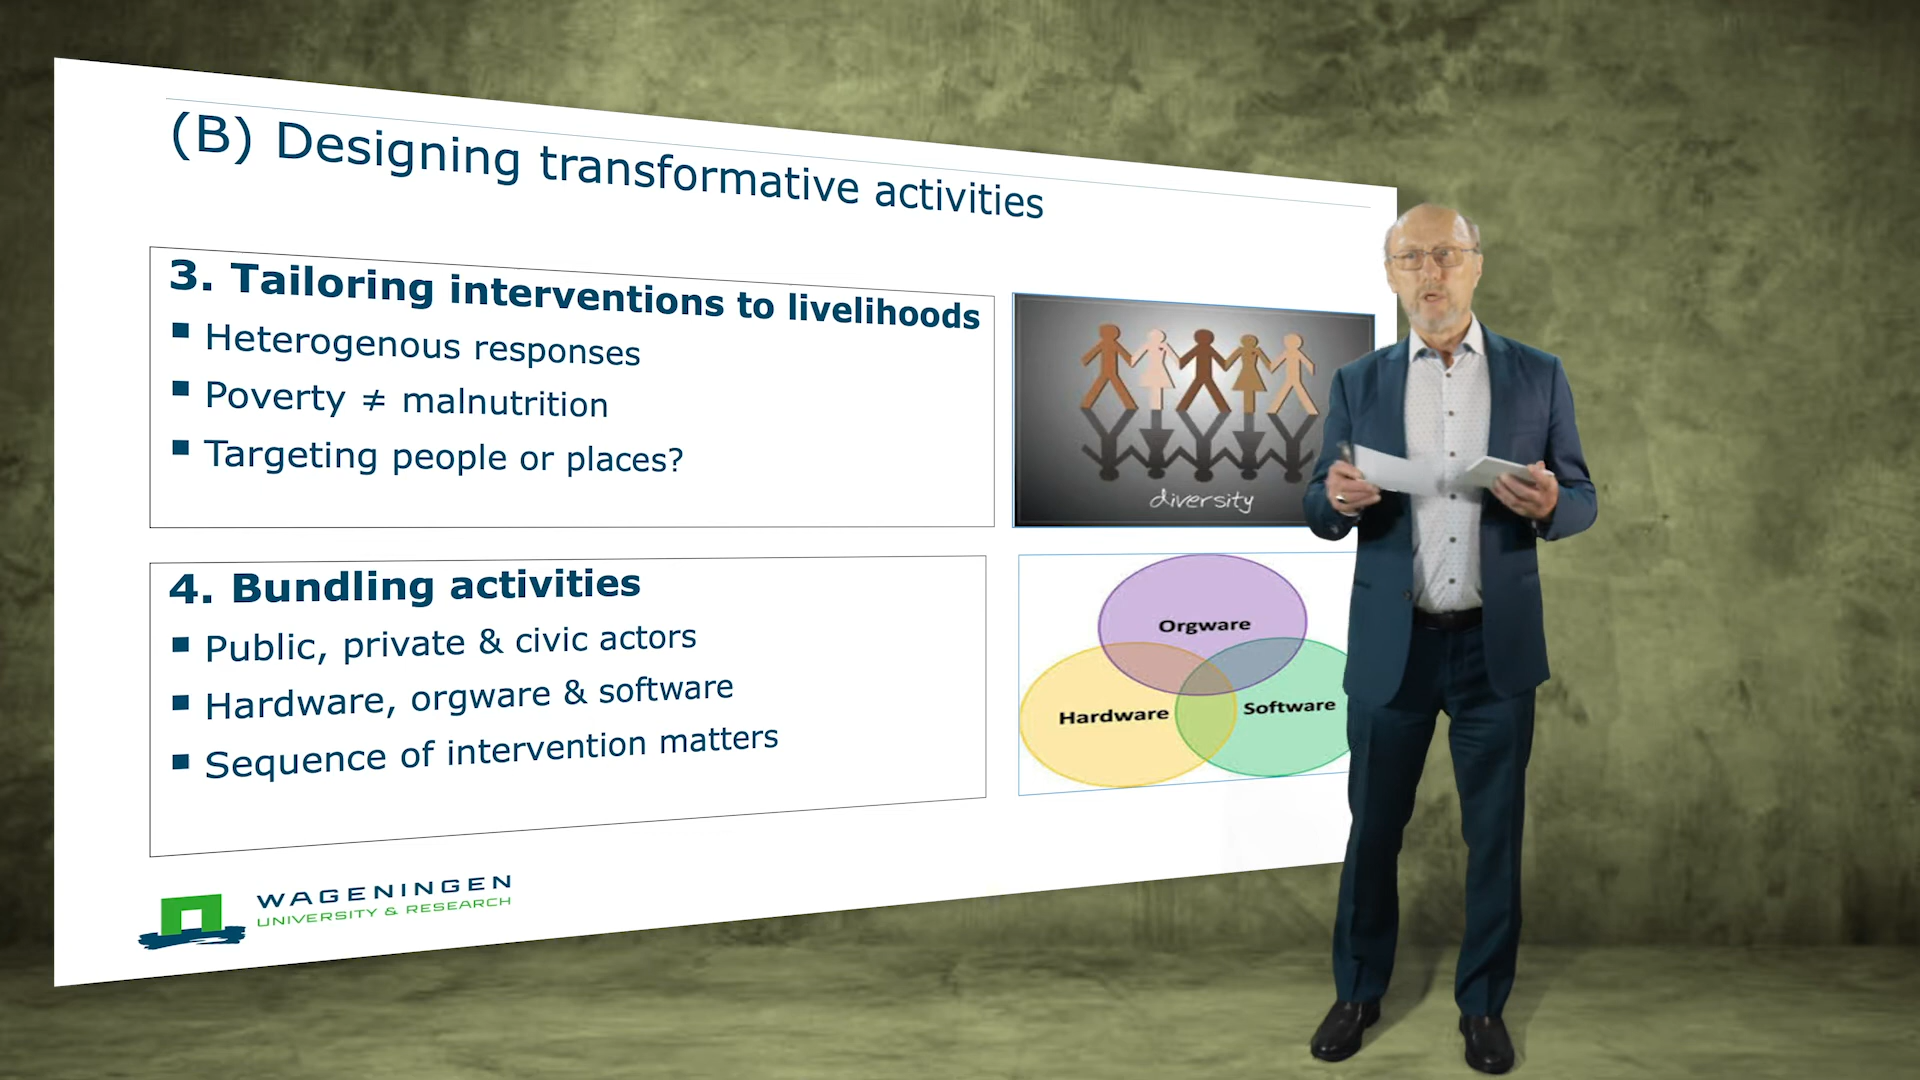 (B) Designing transformative activities
3. Tailoring interventions to livelihoods
Heterogenous responses
Poverty ≠ malnutrition
Targeting people or places?
diversity
4. Bundling activities
Public, private & civic actors
Hardware, orgware & software
Sequence of intervention matters
Orgware
Hardware
Software
WAGENINGEN
UNIVERSITY & RESEARCH